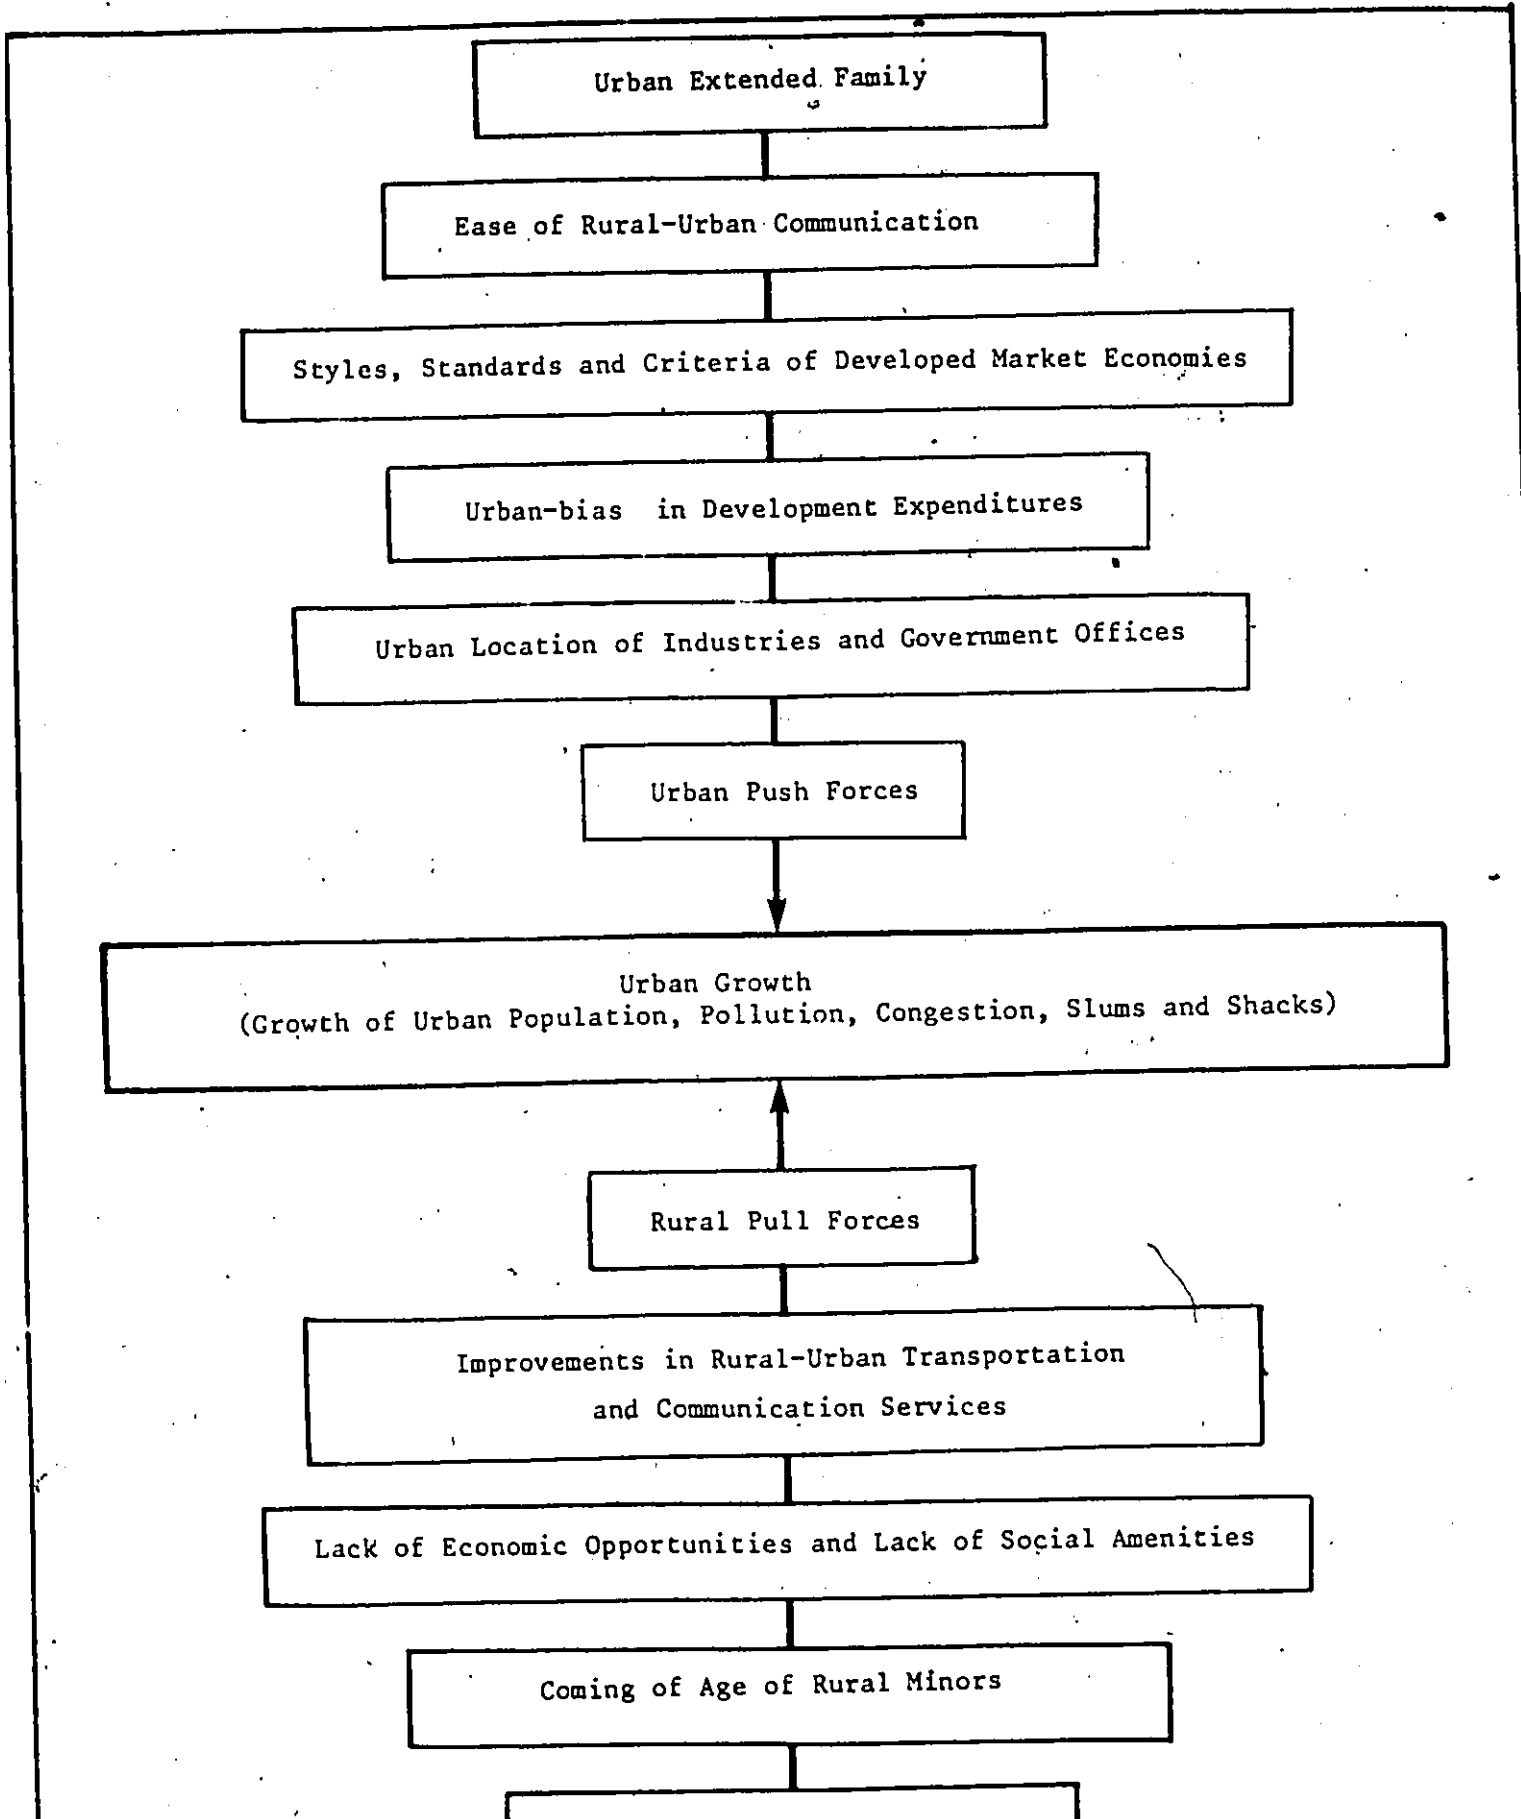 Urban Extended Family
Ease of Rural-Urban Communication
Styles, Standards and Criteria of Developed Market Economies
Urban-bias in Development Expenditures
Urban Location of Industries and Government Offices
Urban Push Forces
Urban Growth
(Growth of Urban Population, Pollution, Congestion, Slums and Shacks)
Rural Pull Forces
Improvements in Rural-Urban Transportation
and Communication Services
Lack of Economic Opportunities and Lack of Social Amenities
Coming of Age of Rural Minors